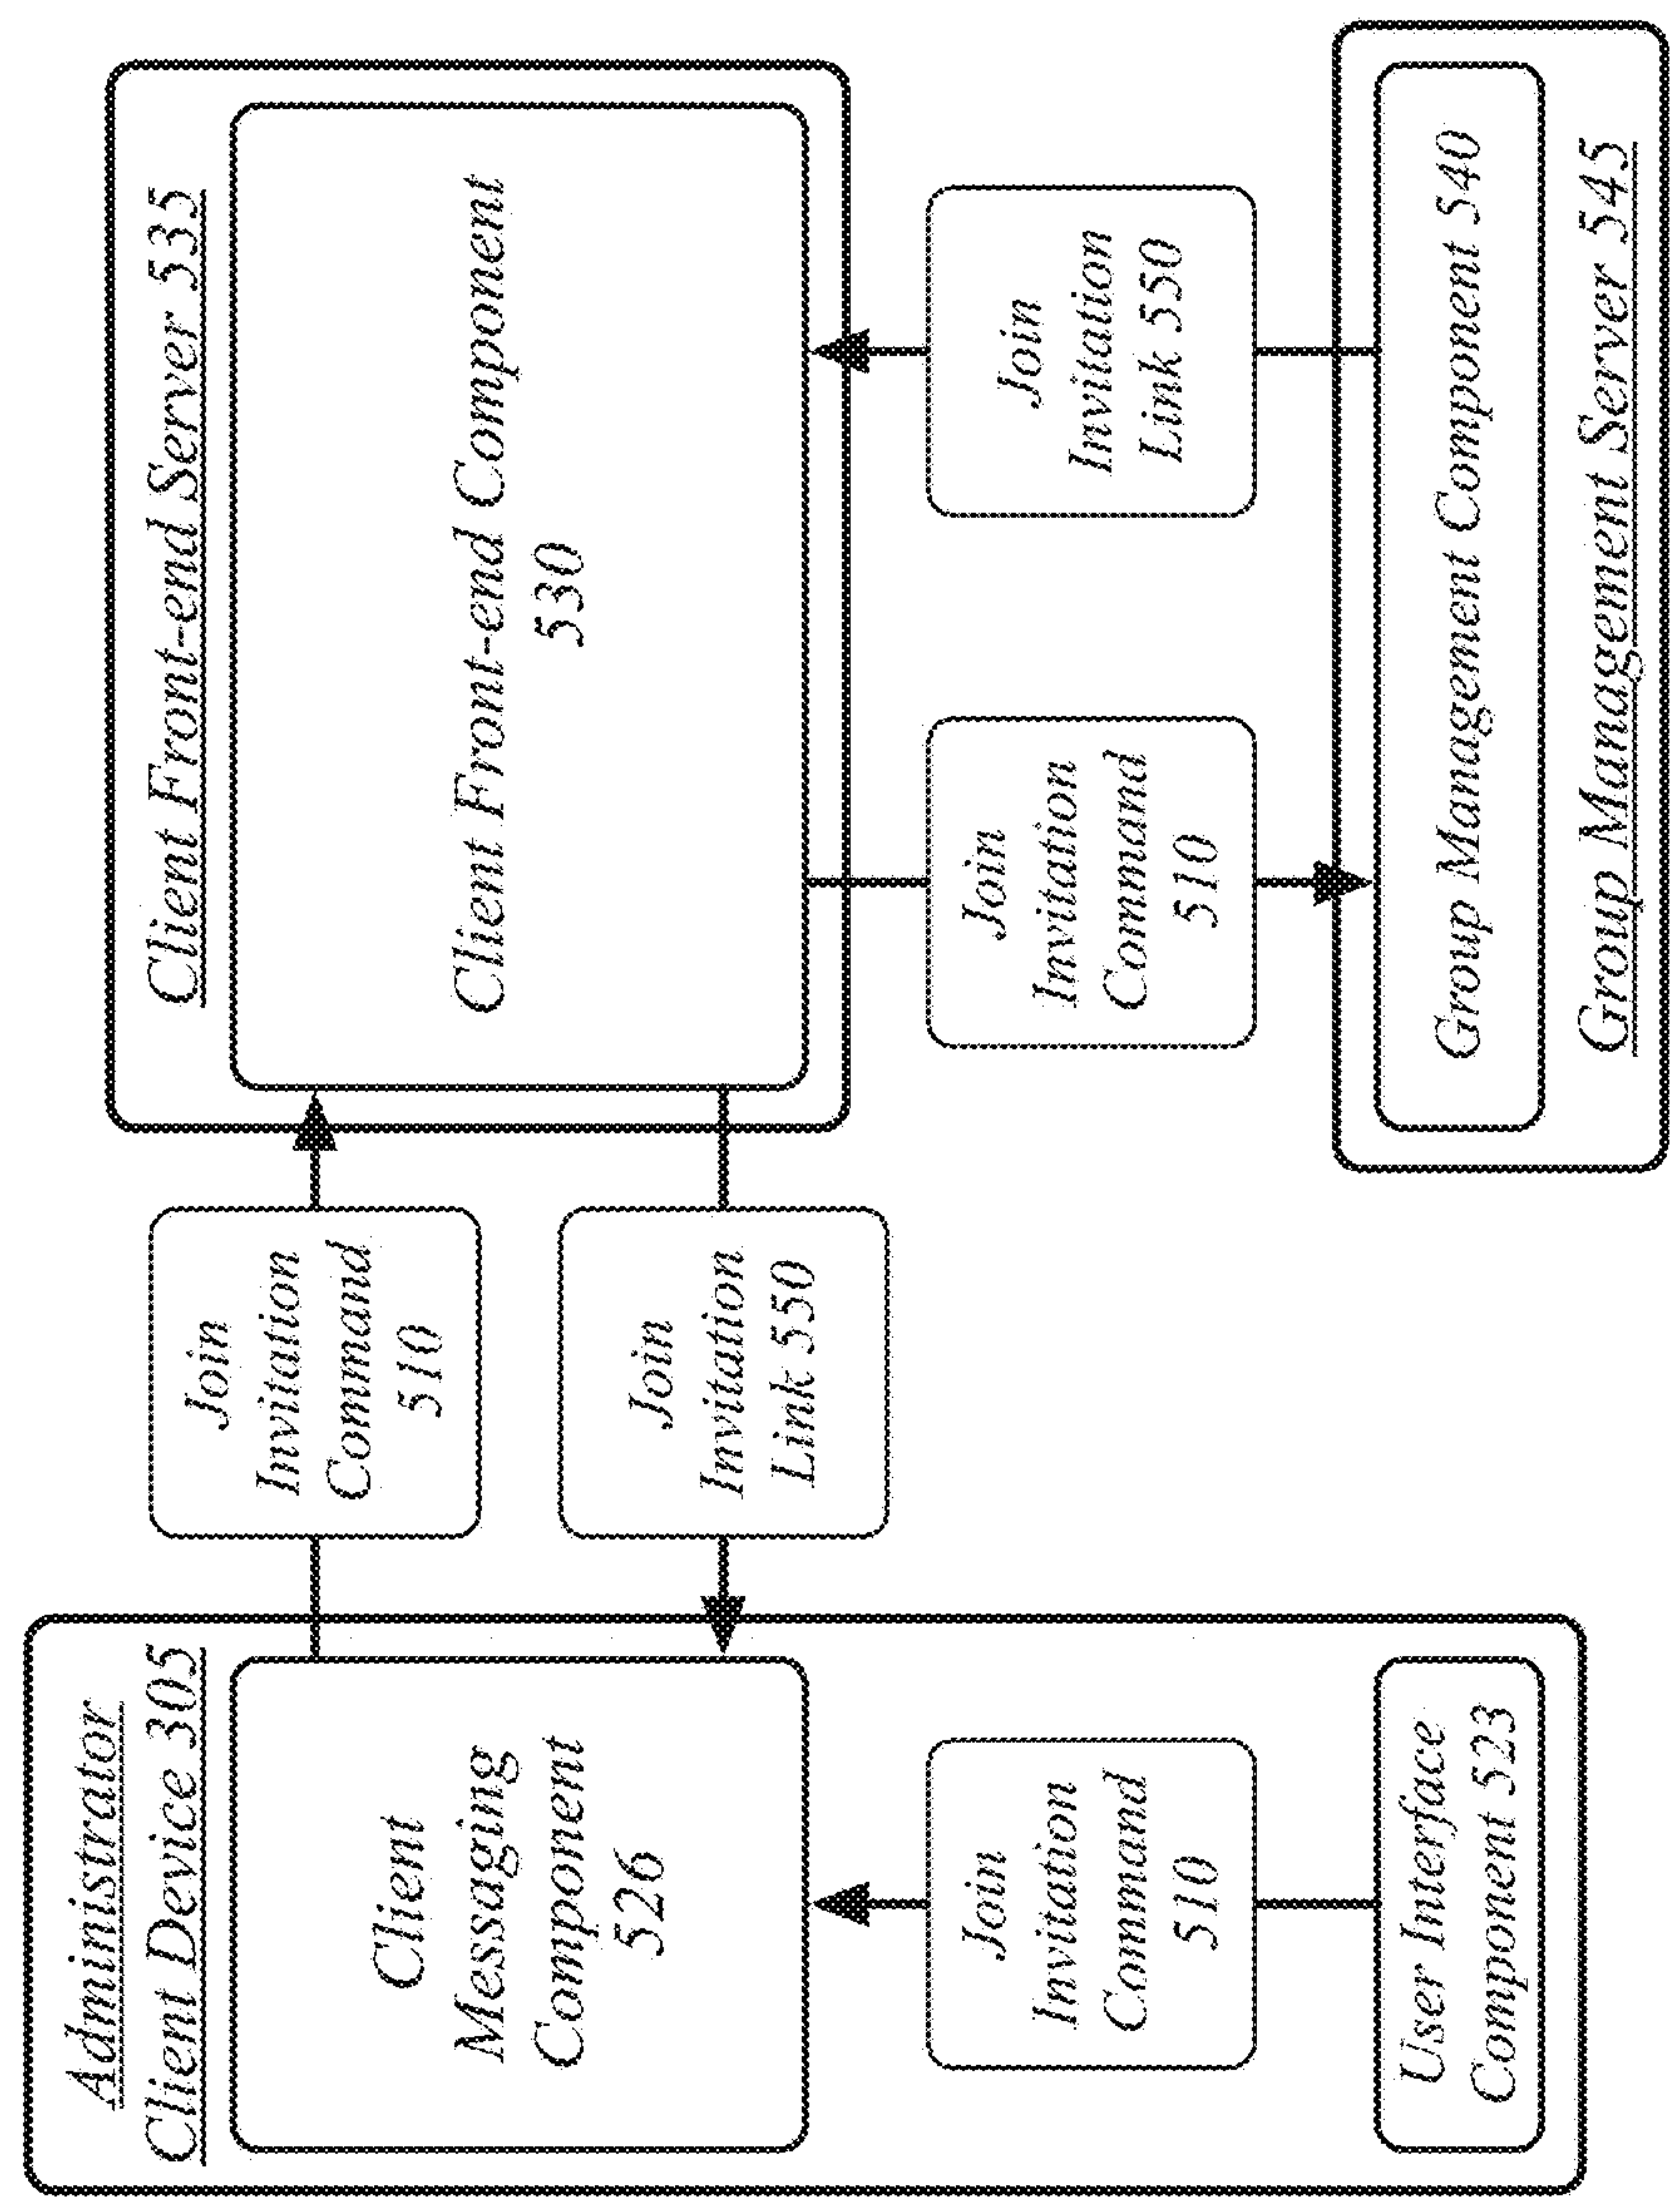 Administrator
Client Device 305
Client
Messaging
Component
526
Join
Invitation
Command
510
User Interface
Component 523
Join
Invitation
Command
510
Join
Invitation
Link 550
Client Front-end Server 535
Client Front-end Component
530
Join
Invitation
Command
510
Join
Invitation
Link 550
Group Management Component 540
Group Management Server 545